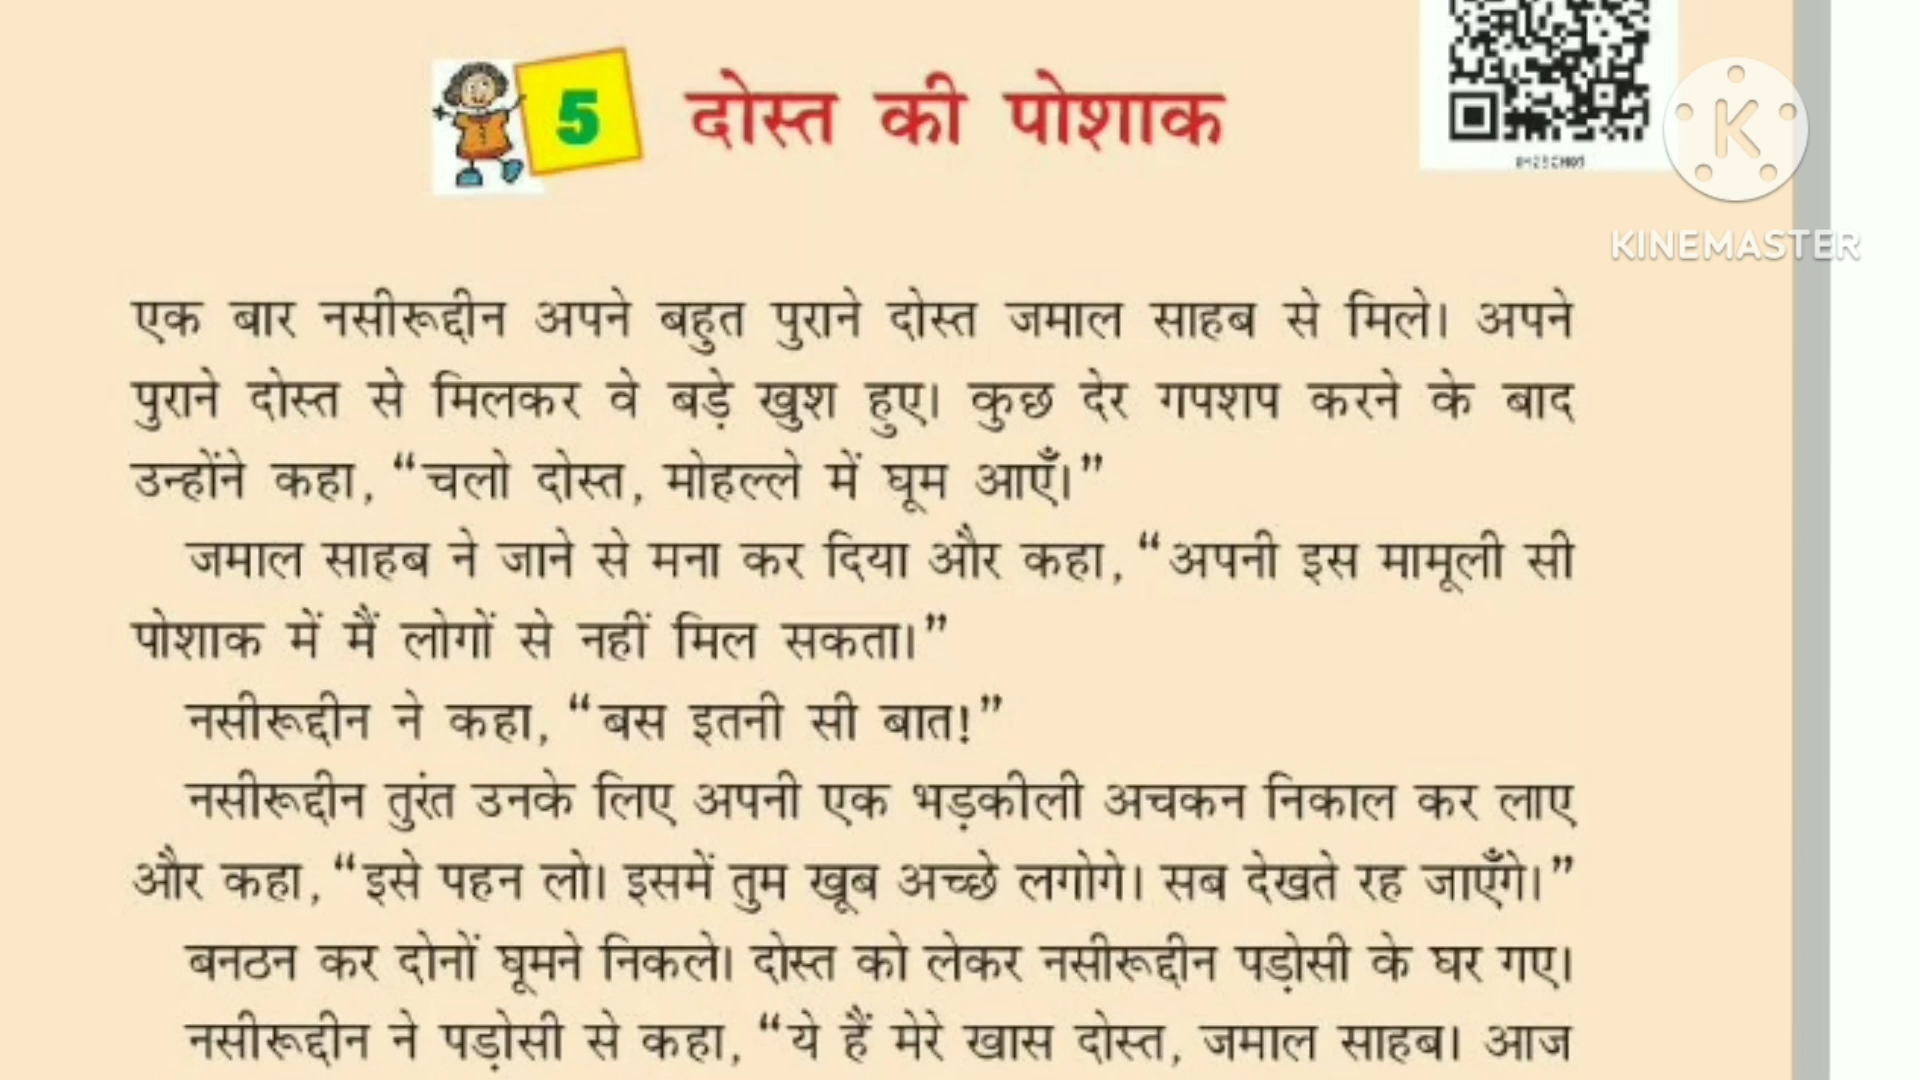 5 दोस्त की पोशाक
K
KINEMASTER
एक बार नसीरूद्दीन अपने बहुत पुराने दोस्त जमाल साहब से मिले। अपने
पुराने दोस्त से मिलकर वे बड़े खुश हुए। कुछ देर गपशप करने के बाद
उन्होंने कहा, “चलो दोस्त, मोहल्ले में घूम आएँ।”
जमाल साहब ने जाने से मना कर दिया और कहा, “अपनी इस मामूली सी
पोशाक में मैं लोगों से नहीं मिल सकता।”
नसीरूद्दीन ने कहा, “बस इतनी सी बात!”
नसीरूद्दीन तुरंत उनके लिए अपनी एक भड़कीली अचकन निकाल कर लाए
और कहा, “इसे पहन लो। इसमें तुम खूब अच्छे लगोगे। सब देखते रह जाएँगे।”
बनठन कर दोनों घूमने निकले। दोस्त को लेकर नसीरूद्दीन पड़ोसी के घर गए।
नसीरूद्दीन ने पड़ोसी से कहा, “ये हैं मेरे खास दोस्त, जमाल साहब। आज